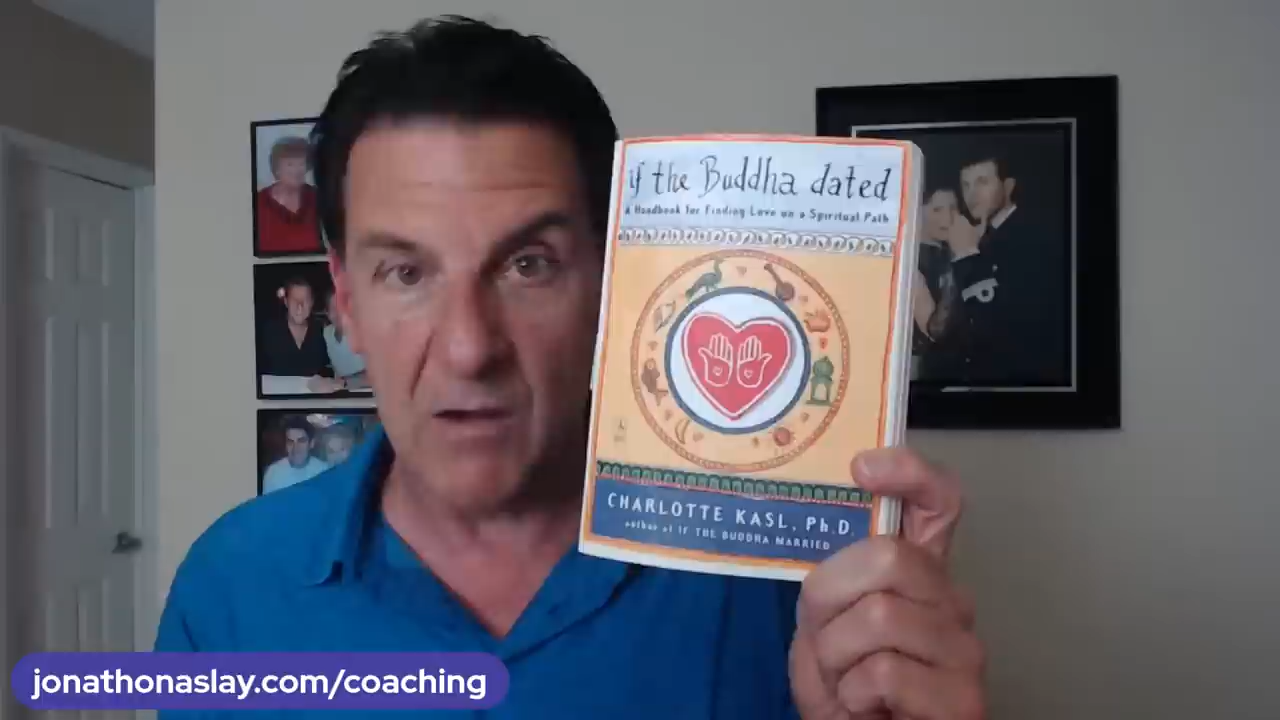 if the Buddha dated
A Handbook for Finding Love on a Spiritual Path
CHARLOTTE KASL, Ph.D.
author of IF THE BUDDHA MARRIED
jonathonaslay.com/coaching